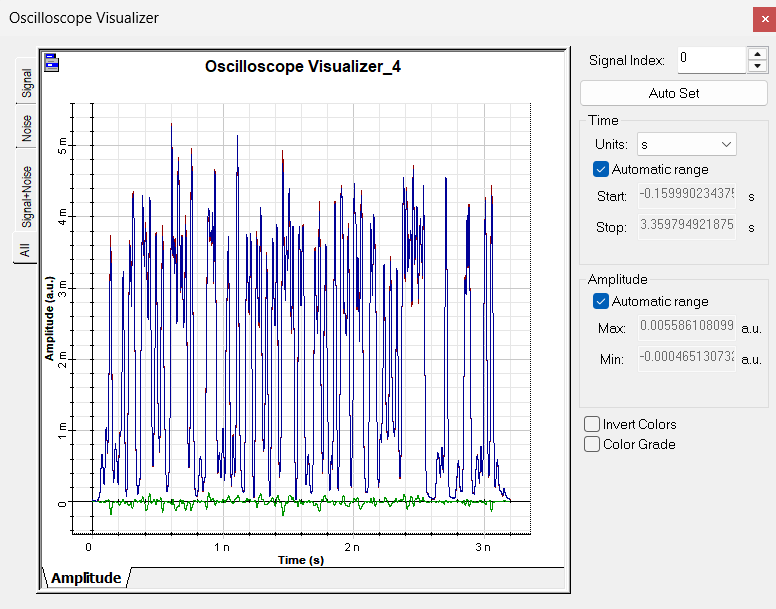 Oscilloscope Visualizer
Signal
Noise
Signal+Noise
All
Oscilloscope Visualizer_4
Amplitude (a.u.)
5 m
4 m
3 m
2 m
1 m
0
0
1 n
2 n
3 n
Time (s)
Amplitude
Signal Index: 0
Auto Set
Time
Units: s
Automatic range
Start: -0.159990234375 s
Stop: 3.359794921875 s
Amplitude
Automatic range
Max: 0.005586108099 a.u.
Min: -0.000465130732 a.u.
Invert Colors
Color Grade